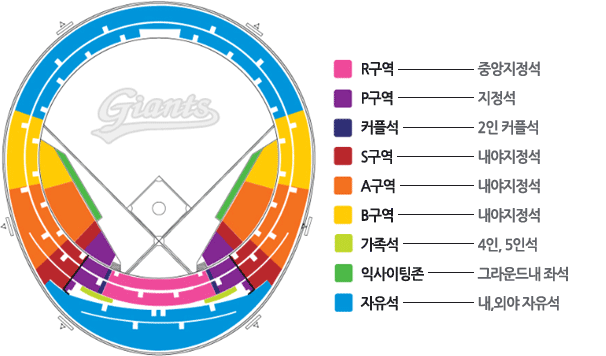 Giants
R구역 중앙지정석
P구역 지정석
커플석 2인 커플석
S구역 내야지정석
A구역 내야지정석
B구역 내야지정석
가족석 4인, 5인석
익사이팅존 그라운드내 좌석
자유석 내,외야 자유석